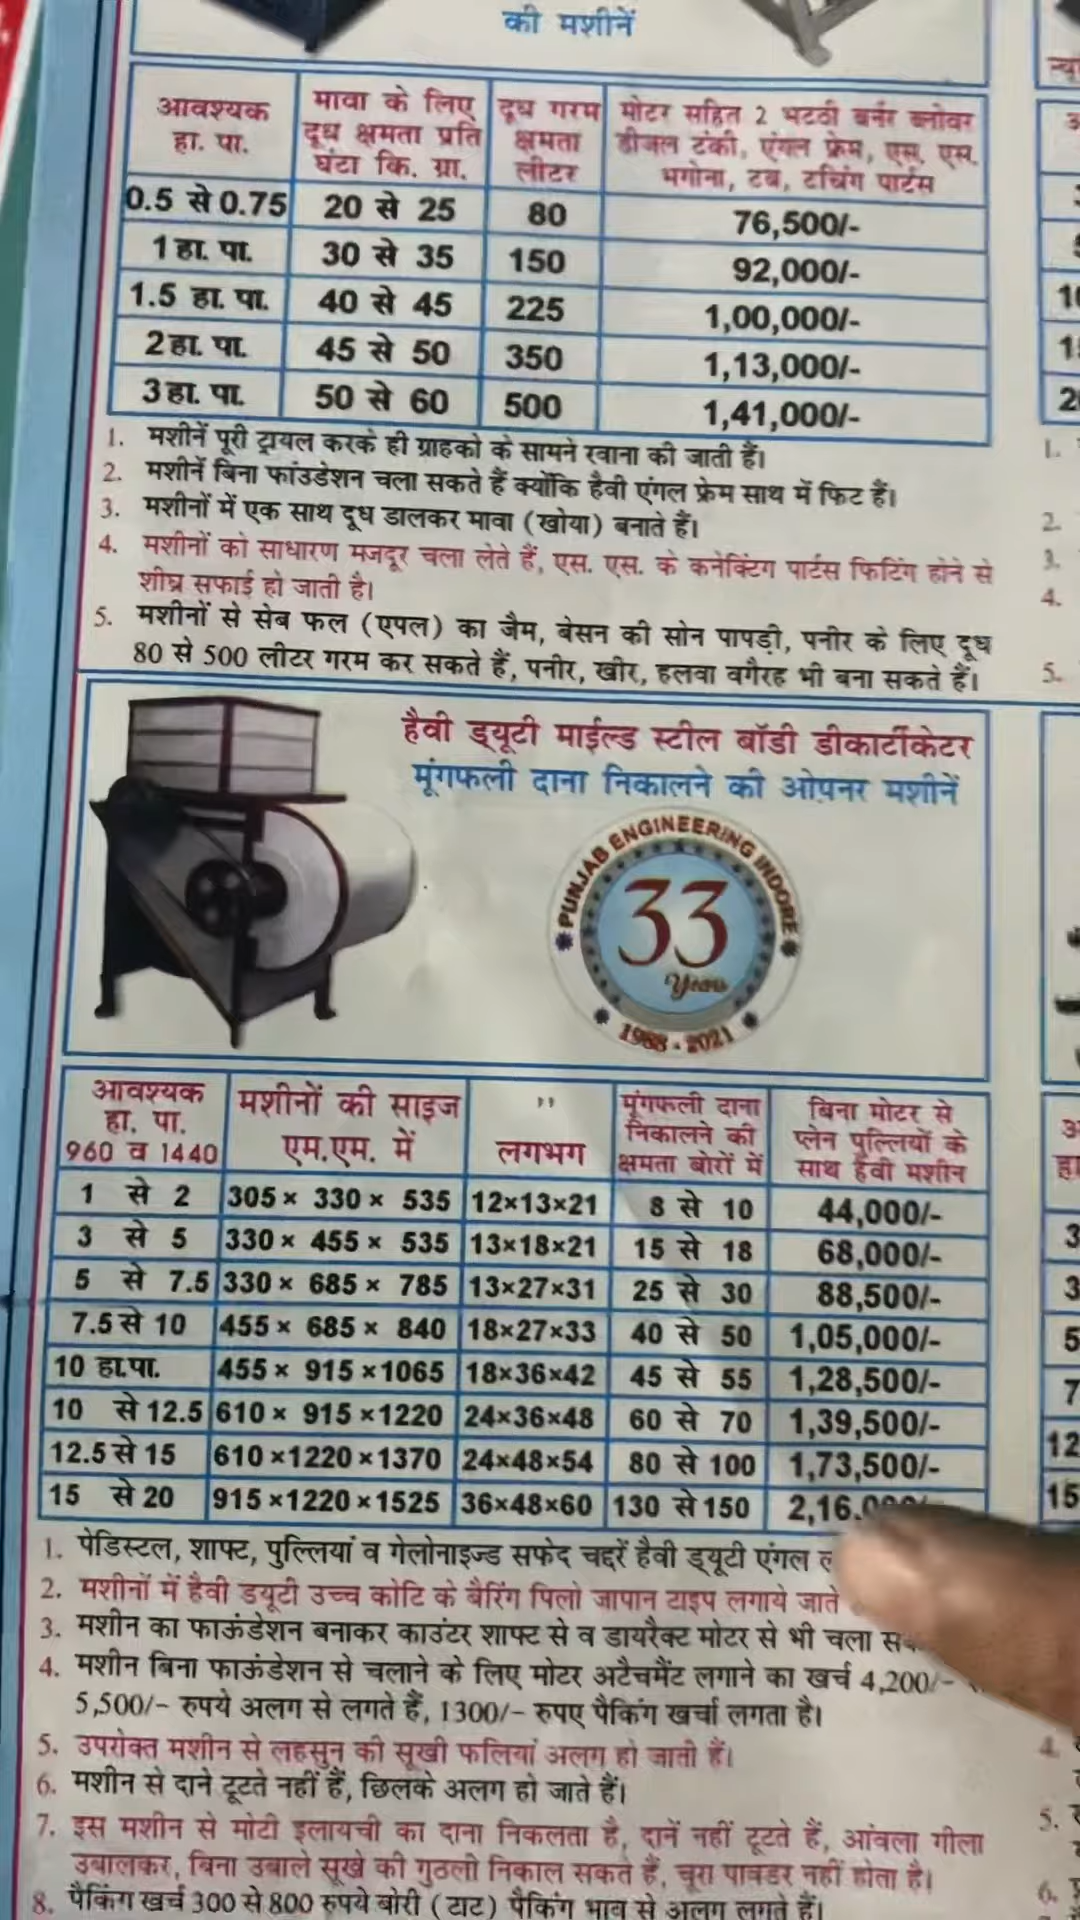 की मशीनें
आवश्यक हा. पा. | मावा के लिए दूध क्षमता प्रति घंटा कि. ग्रा. | दूध गरम क्षमता लीटर | मोटर सहित 2 भटठी बर्नर ब्लोवर डीजल टंकी, एंगल फ्रेम, एस. एस. भगोना, टब, टचिंग पार्टस
0.5 से 0.75 | 20 से 25 | 80 | 76,500/-
1 हा. पा. | 30 से 35 | 150 | 92,000/-
1.5 हा. पा. | 40 से 45 | 225 | 1,00,000/-
2 हा. पा. | 45 से 50 | 350 | 1,13,000/-
3 हा. पा. | 50 से 60 | 500 | 1,41,000/-
1. मशीनें पूरी ट्रायल करके ही ग्राहको के सामने रवाना की जाती हैं।
2. मशीनें बिना फांउडेशन चला सकते हैं क्योंकि हैवी एंगल फ्रेम साथ में फिट हैं।
3. मशीनों में एक साथ दूध डालकर मावा (खोया) बनाते हैं।
4. मशीनों को साधारण मजदूर चला लेते हैं, एस. एस. के कनेक्टिंग पार्टस फिटिंग होने से
शीघ्र सफाई हो जाती है।
5. मशीनों से सेब फल (एपल) का जैम, बेसन की सोन पापड़ी, पनीर के लिए दूध
80 से 500 लीटर गरम कर सकते हैं, पनीर, खीर, हलवा वगैरह भी बना सकते हैं।
हैवी ड्यूटी माईल्ड स्टील बॉडी डीकार्टीकेटर
मूंगफली दाना निकालने की ओपनर मशीनें
PUNJAB ENGINEERING INDORE
33
Years
1988 - 2021
आवश्यक हा. पा. 960 व 1440 | मशीनों की साइज एम.एम. में | " लगभग | मूंगफली दाना निकालने की क्षमता बोरों में | बिना मोटर से प्लेन पुल्लियों के साथ हैवी मशीन
1 से 2 | 305 × 330 × 535 | 12×13×21 | 8 से 10 | 44,000/-
3 से 5 | 330 × 455 × 535 | 13×18×21 | 15 से 18 | 68,000/-
5 से 7.5 | 330 × 685 × 785 | 13×27×31 | 25 से 30 | 88,500/-
7.5 से 10 | 455 × 685 × 840 | 18×27×33 | 40 से 50 | 1,05,000/-
10 हा.पा. | 455 × 915 ×1065 | 18×36×42 | 45 से 55 | 1,28,500/-
10 से 12.5 | 610 × 915 ×1220 | 24×36×48 | 60 से 70 | 1,39,500/-
12.5 से 15 | 610 ×1220 ×1370 | 24×48×54 | 80 से 100 | 1,73,500/-
15 से 20 | 915 ×1220 ×1525 | 36×48×60 | 130 से 150
1. पेडिस्टल, शाफ्ट, पुल्लियां व गेलोनाइज्ड सफेद चद्दरें हैवी ड्यूटी एंगल
2. मशीनों में हैवी डयूटी उच्च कोटि के बैरिंग पिलो जापान टाइप लगाये जाते
3. मशीन का फाऊंडेशन बनाकर काउंटर शाफ्ट से व डायरैक्ट मोटर से भी चला
4. मशीन बिना फाऊंडेशन से चलाने के लिए मोटर अटैचमैंट लगाने का खर्च 4,200/-
5,500/- रुपये अलग से लगते हैं, 1300/- रुपए पैकिंग खर्चा लगता है।
5. उपरोक्त मशीन से लहसुन की सूखी फलियां अलग हो जाती हैं।
6. मशीन से दाने टूटते नहीं हैं, छिलके अलग हो जाते हैं।
7. इस मशीन से मोटी इलायची का दाना निकलता है, दानें नहीं टूटते हैं, आंवला गीला
उबालकर, बिना उबाले सूखे की गुठली निकाल सकते हैं, चूरा पावडर नहीं होता है।
8. पैकिंग खर्च 300 से 800 रुपये बोरी (टाट) पैकिंग भाव से अलग लगते हैं।